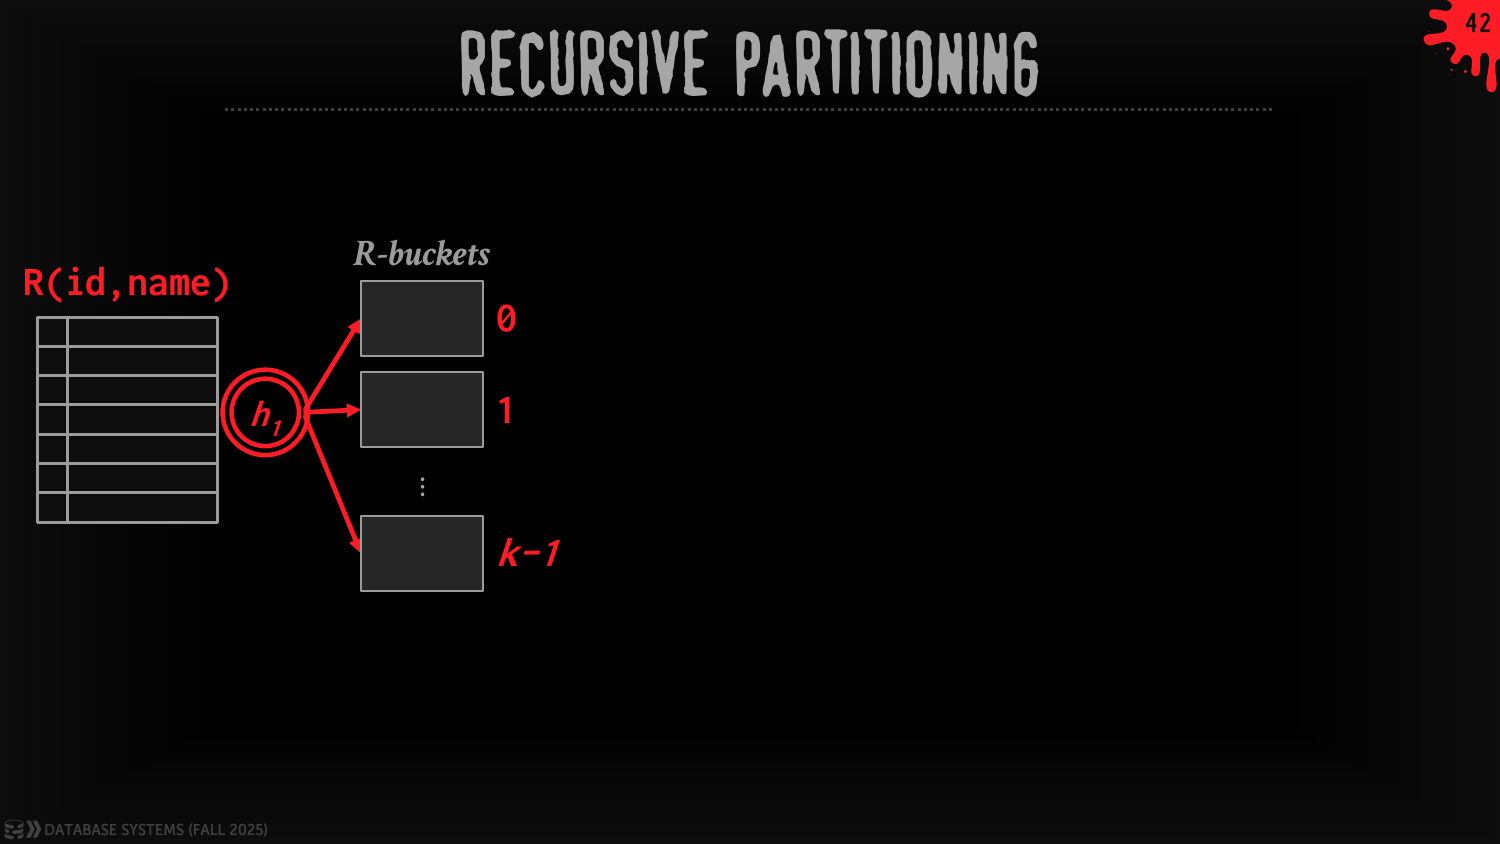 42
RECURSIVE PARTITIONING
R-buckets
R(id,name)
0
h1
1
⋮
k-1
DATABASE SYSTEMS (FALL 2025)